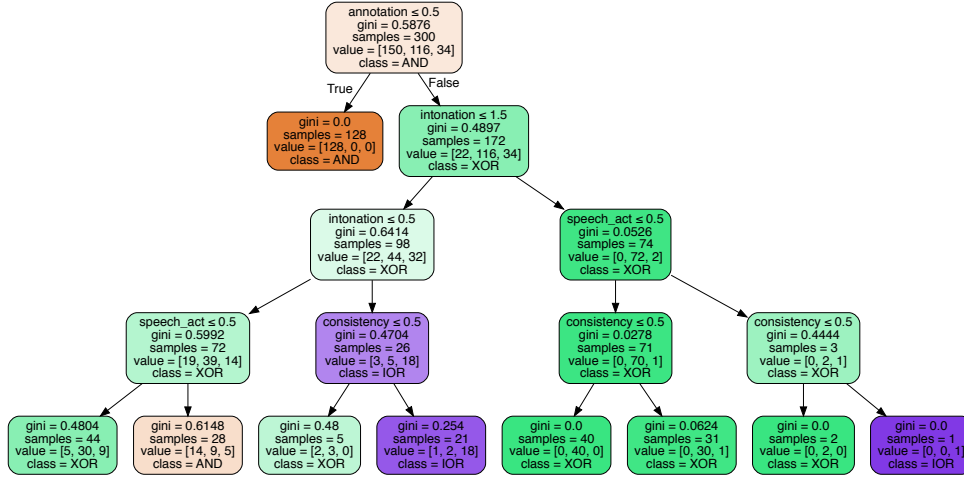 annotation ≤ 0.5
gini = 0.5876
samples = 300
value = [150, 116, 34]
class = AND
True
False
gini = 0.0
samples = 128
value = [128, 0, 0]
class = AND
intonation ≤ 1.5
gini = 0.4897
samples = 172
value = [22, 116, 34]
class = XOR
intonation ≤ 0.5
gini = 0.6414
samples = 98
value = [22, 44, 32]
class = XOR
speech_act ≤ 0.5
gini = 0.0526
samples = 74
value = [0, 72, 2]
class = XOR
speech_act ≤ 0.5
gini = 0.5992
samples = 72
value = [19, 39, 14]
class = XOR
consistency ≤ 0.5
gini = 0.4704
samples = 26
value = [3, 5, 18]
class = IOR
consistency ≤ 0.5
gini = 0.0278
samples = 71
value = [0, 70, 1]
class = XOR
consistency ≤ 0.5
gini = 0.4444
samples = 3
value = [0, 2, 1]
class = XOR
gini = 0.4804
samples = 44
value = [5, 30, 9]
class = XOR
gini = 0.6148
samples = 28
value = [14, 9, 5]
class = AND
gini = 0.48
samples = 5
value = [2, 3, 0]
class = XOR
gini = 0.254
samples = 21
value = [1, 2, 18]
class = IOR
gini = 0.0
samples = 40
value = [0, 40, 0]
class = XOR
gini = 0.0624
samples = 31
value = [0, 30, 1]
class = XOR
gini = 0.0
samples = 2
value = [0, 2, 0]
class = XOR
gini = 0.0
samples = 1
value = [0, 0, 1]
class = IOR